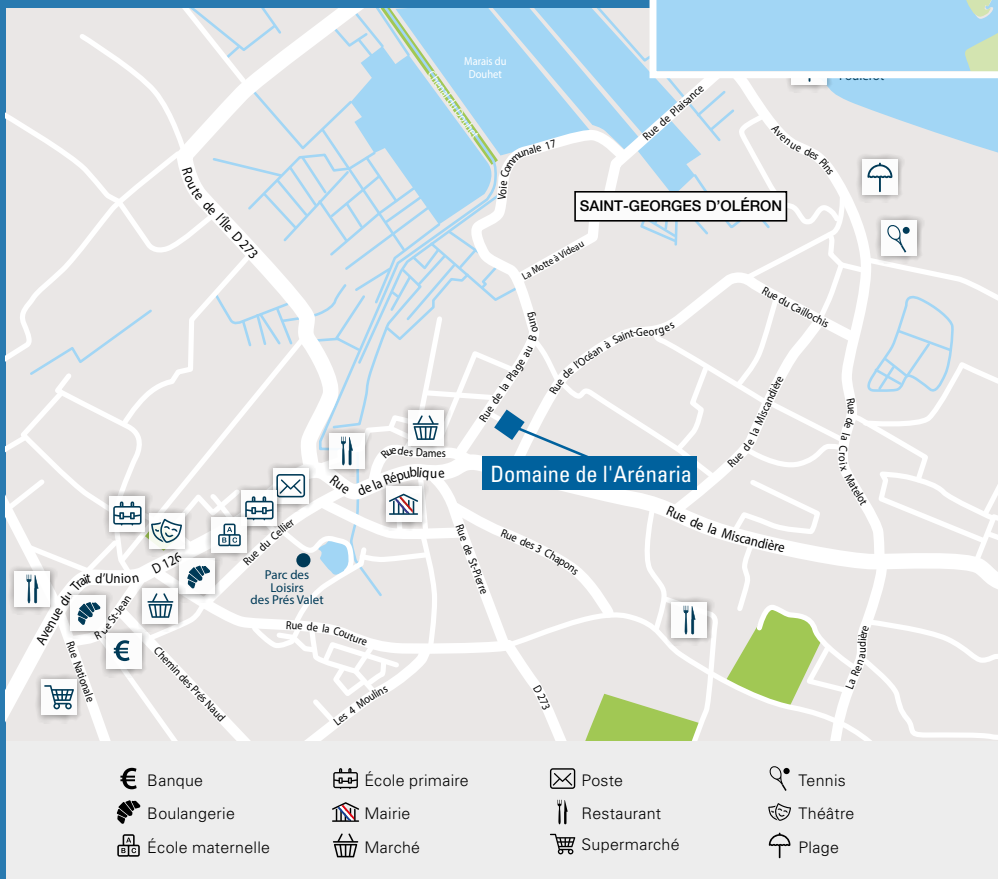 Marais du
Douhet
Chenal du Douhet
Rue de Plaisance
Avenue des Pins
Voie Communale 17
Route de l'Île D 273
SAINT-GEORGES D'OLÉRON
La Motte à Videau
Rue de la Plage au Bourg
Rue de l'Océan à Saint-Georges
Rue du Caillochis
Rue de la Miscandière
Rue de la Croix Matelot
Rue des Dames
Rue de la République
Domaine de l'Arénaria
Rue de la Miscandière
Rue des 3 Chapons
Rue de St-Pierre
Rue du Cellier
D 126
Avenue du Trait d'Union
Parc des
Loisirs
des Prés Valet
Rue St-Jean
Rue Nationale
€
Chemin des Prés Naud
Rue de la Couture
Les 4 Moulins
D 273
La Renaudière
A
B C
€ Banque
École primaire
Poste
Tennis
Boulangerie
Mairie
Restaurant
Théâtre
A
B C
École maternelle
Marché
Supermarché
Plage